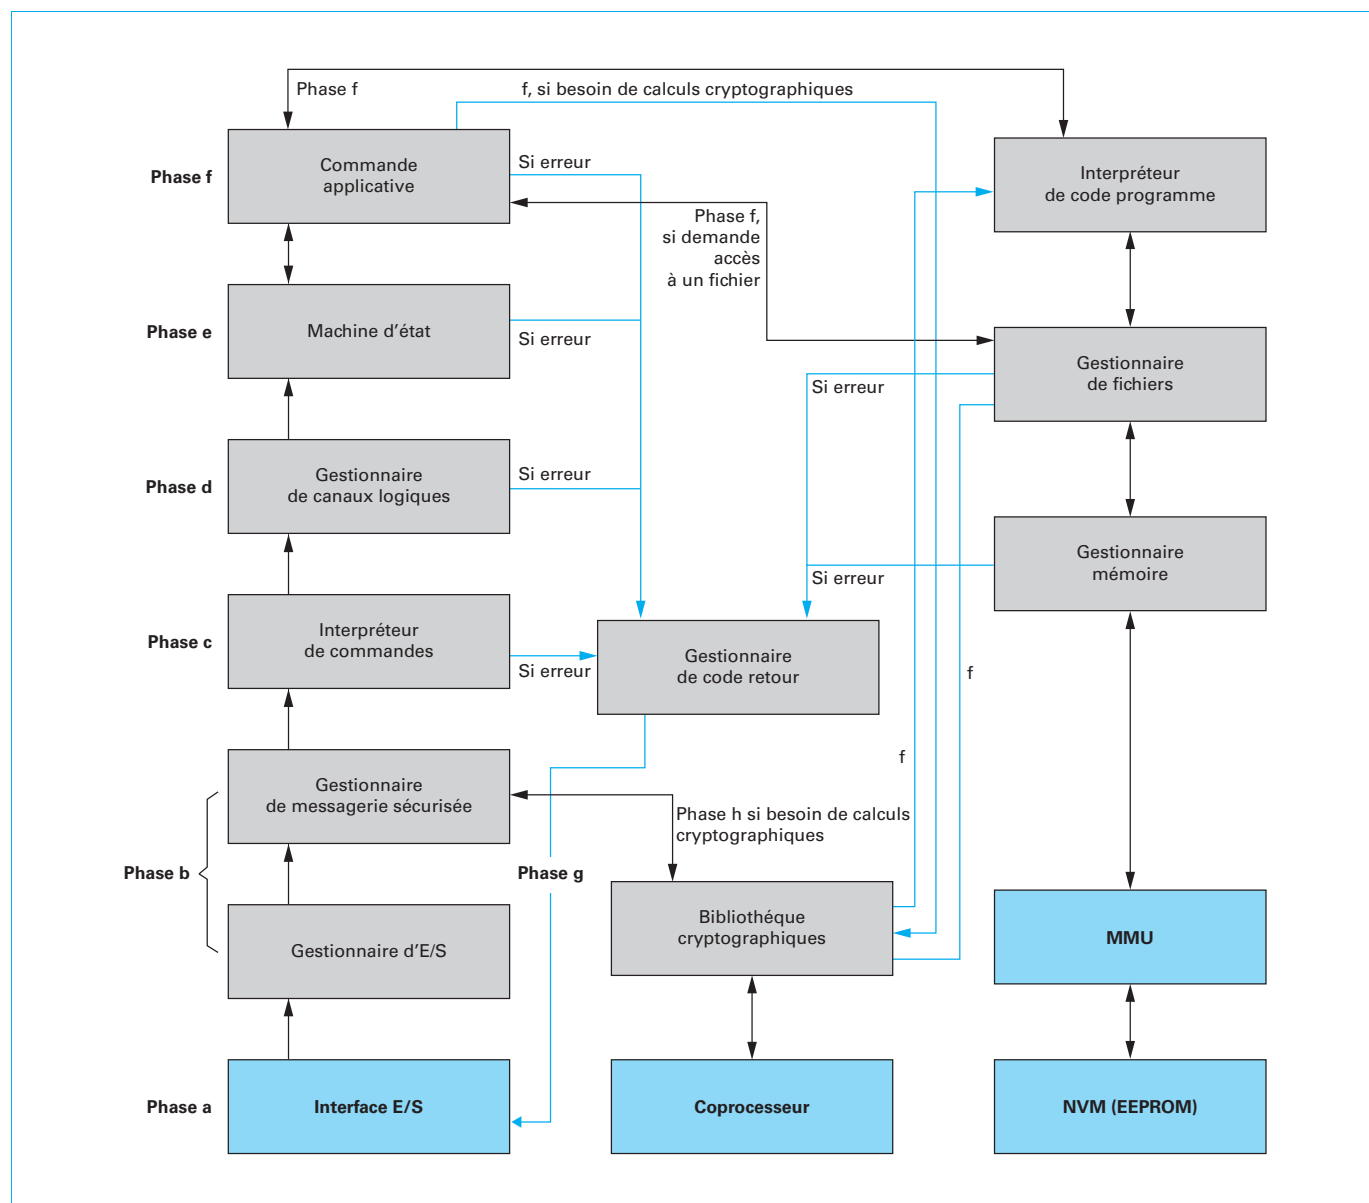 Phase f
f, si besoin de calculs cryptographiques
Phase f
Commande
applicative
Si erreur
Interpréteur
de code programme
Phase f,
si demande
accès
à un fichier
Phase e
Machine d'état
Si erreur
Gestionnaire
de fichiers
Si erreur
Phase d
Gestionnaire
de canaux logiques
Si erreur
Gestionnaire
mémoire
Si erreur
Phase c
Interpréteur
de commandes
Si erreur
Gestionnaire
de code retour
f
f
Gestionnaire
de messagerie sécurisée
Phase h si besoin de calculs
cryptographiques
Phase b
Phase g
Bibliothéque
cryptographiques
MMU
Gestionnaire d'E/S
Phase a
Interface E/S
Coprocesseur
NVM (EEPROM)